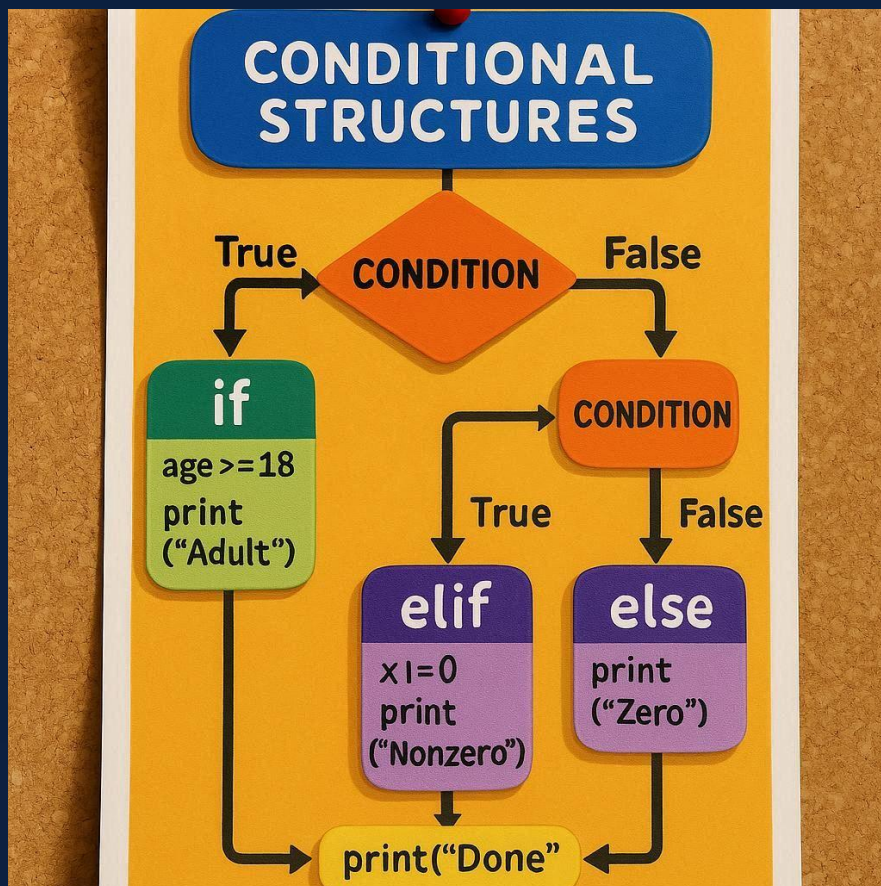 CONDITIONAL
STRUCTURES
True
CONDITION
False
if
age >= 18
print
(“Adult”)
CONDITION
True
False
elif
x I= 0
print
(“Nonzero”)
else
print
(“Zero”)
print(“Done”